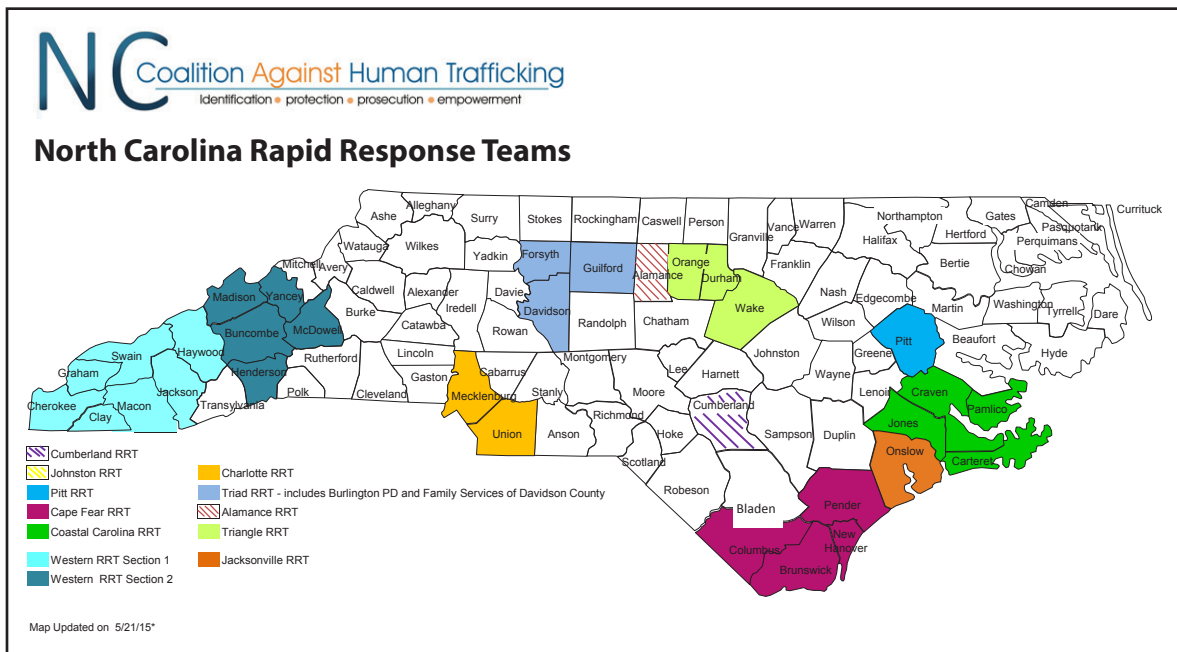 NC Coalition Against Human Trafficking
Identification • protection • prosecution • empowerment
North Carolina Rapid Response Teams
Alleghany
Ashe
Surry
Stokes
Rockingham
Caswell
Person
Granville
Vance
Warren
Northampton
Gates
Camden
Currituck
Pasquotank
Perquimans
Hertford
Halifax
Watauga
Wilkes
Yadkin
Forsyth
Guilford
Alamance
Orange
Durham
Franklin
Bertie
Chowan
Mitchell
Avery
Caldwell
Alexander
Iredell
Davie
Davidson
Randolph
Chatham
Wake
Nash
Edgecombe
Martin
Washington
Tyrrell
Dare
Madison
Yancey
McDowell
Burke
Catawba
Rowan
Wilson
Pitt
Beaufort
Hyde
Buncombe
Haywood
Swain
Graham
Rutherford
Lincoln
Cabarrus
Montgomery
Lee
Harnett
Johnston
Wayne
Greene
Henderson
Jackson
Macon
Cherokee
Clay
Transylvania
Polk
Cleveland
Gaston
Mecklenburg
Stanly
Moore
Cumberland
Lenoir
Craven
Pamlico
Jones
Union
Anson
Richmond
Hoke
Sampson
Duplin
Onslow
Carteret
Scotland
Robeson
Bladen
Pender
Columbus
New
Hanover
Brunswick
Cumberland RRT
Johnston RRT
Pitt RRT
Cape Fear RRT
Coastal Carolina RRT
Western RRT Section 1
Western RRT Section 2
Charlotte RRT
Triad RRT - includes Burlington PD and Family Services of Davidson County
Alamance RRT
Triangle RRT
Jacksonville RRT
Map Updated on 5/21/15*